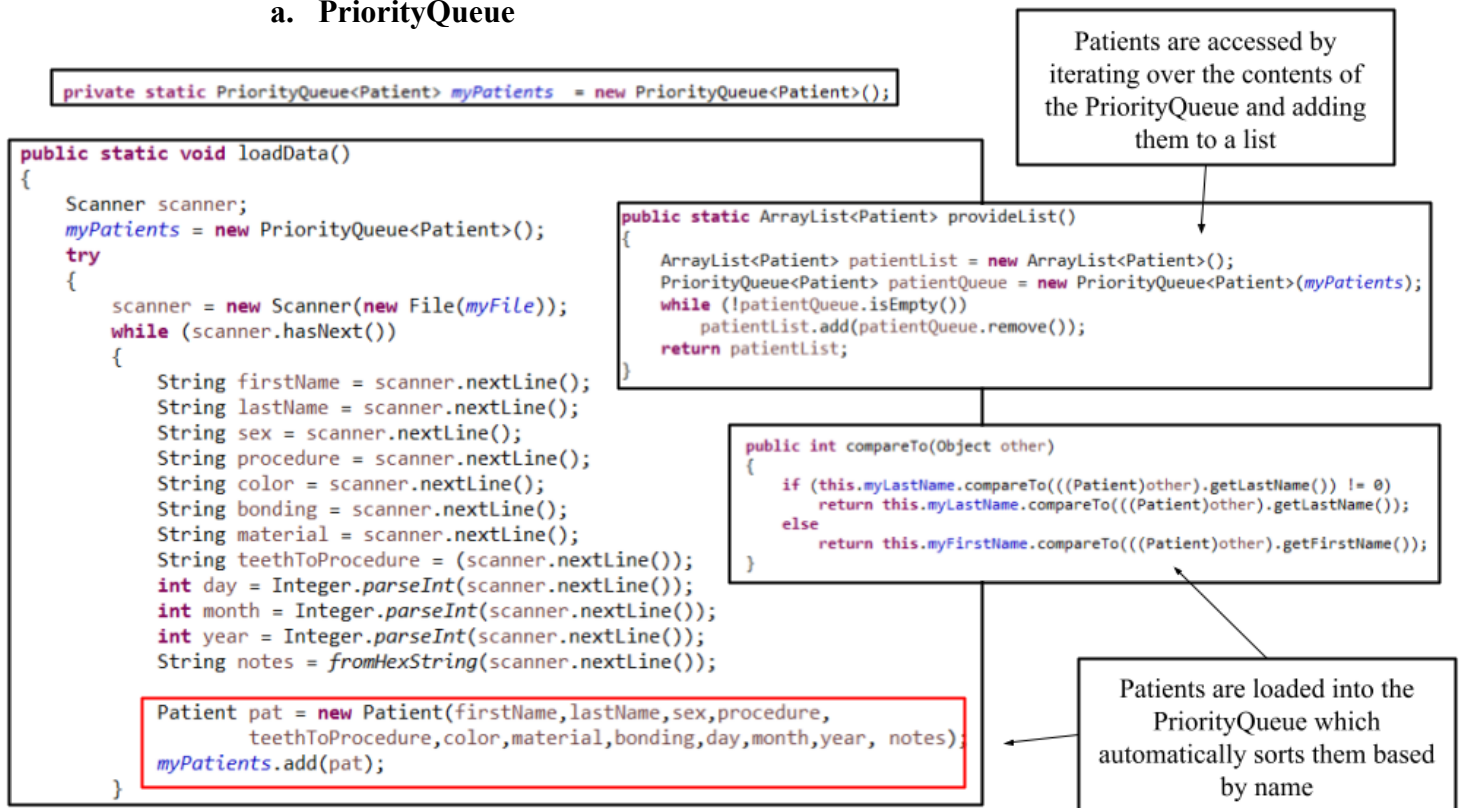 a. PriorityQueue
private static PriorityQueue<Patient> myPatients = new PriorityQueue<Patient>();
Patients are accessed by
iterating over the contents of
the PriorityQueue and adding
them to a list
public static void loadData()
{
Scanner scanner;
myPatients = new PriorityQueue<Patient>();
try
{
scanner = new Scanner(new File(myFile));
while (scanner.hasNext())
{
String firstName = scanner.nextLine();
String lastName = scanner.nextLine();
String sex = scanner.nextLine();
String procedure = scanner.nextLine();
String color = scanner.nextLine();
String bonding = scanner.nextLine();
String material = scanner.nextLine();
String teethToProcedure = (scanner.nextLine());
int day = Integer.parseInt(scanner.nextLine());
int month = Integer.parseInt(scanner.nextLine());
int year = Integer.parseInt(scanner.nextLine());
String notes = fromHexString(scanner.nextLine());
Patient pat = new Patient(firstName,lastName,sex,procedure,
teethToProcedure,color,material,bonding,day,month,year, notes);
myPatients.add(pat);
}
public static ArrayList<Patient> provideList()
{
ArrayList<Patient> patientList = new ArrayList<Patient>();
PriorityQueue<Patient> patientQueue = new PriorityQueue<Patient>(myPatients);
while (!patientQueue.isEmpty())
patientList.add(patientQueue.remove());
return patientList;
}
public int compareTo(Object other)
{
if (this.myLastName.compareTo(((Patient)other).getLastName()) != 0)
return this.myLastName.compareTo(((Patient)other).getLastName());
else
return this.myFirstName.compareTo(((Patient)other).getFirstName());
}
Patients are loaded into the
PriorityQueue which
automatically sorts them based
by name